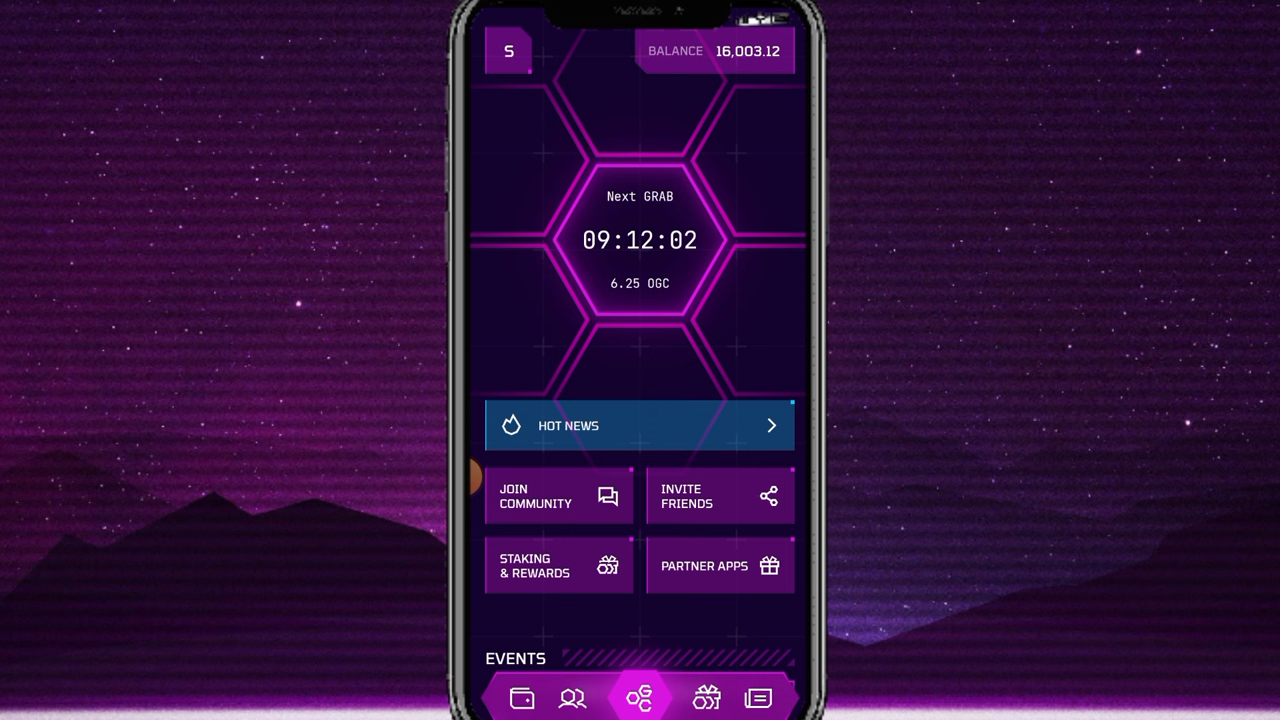 S
BALANCE 16,003.12
Next GRAB
09:12:02
6.25 OGC
HOT NEWS
JOIN
COMMUNITY
INVITE
FRIENDS
STAKING
& REWARDS
PARTNER APPS
EVENTS